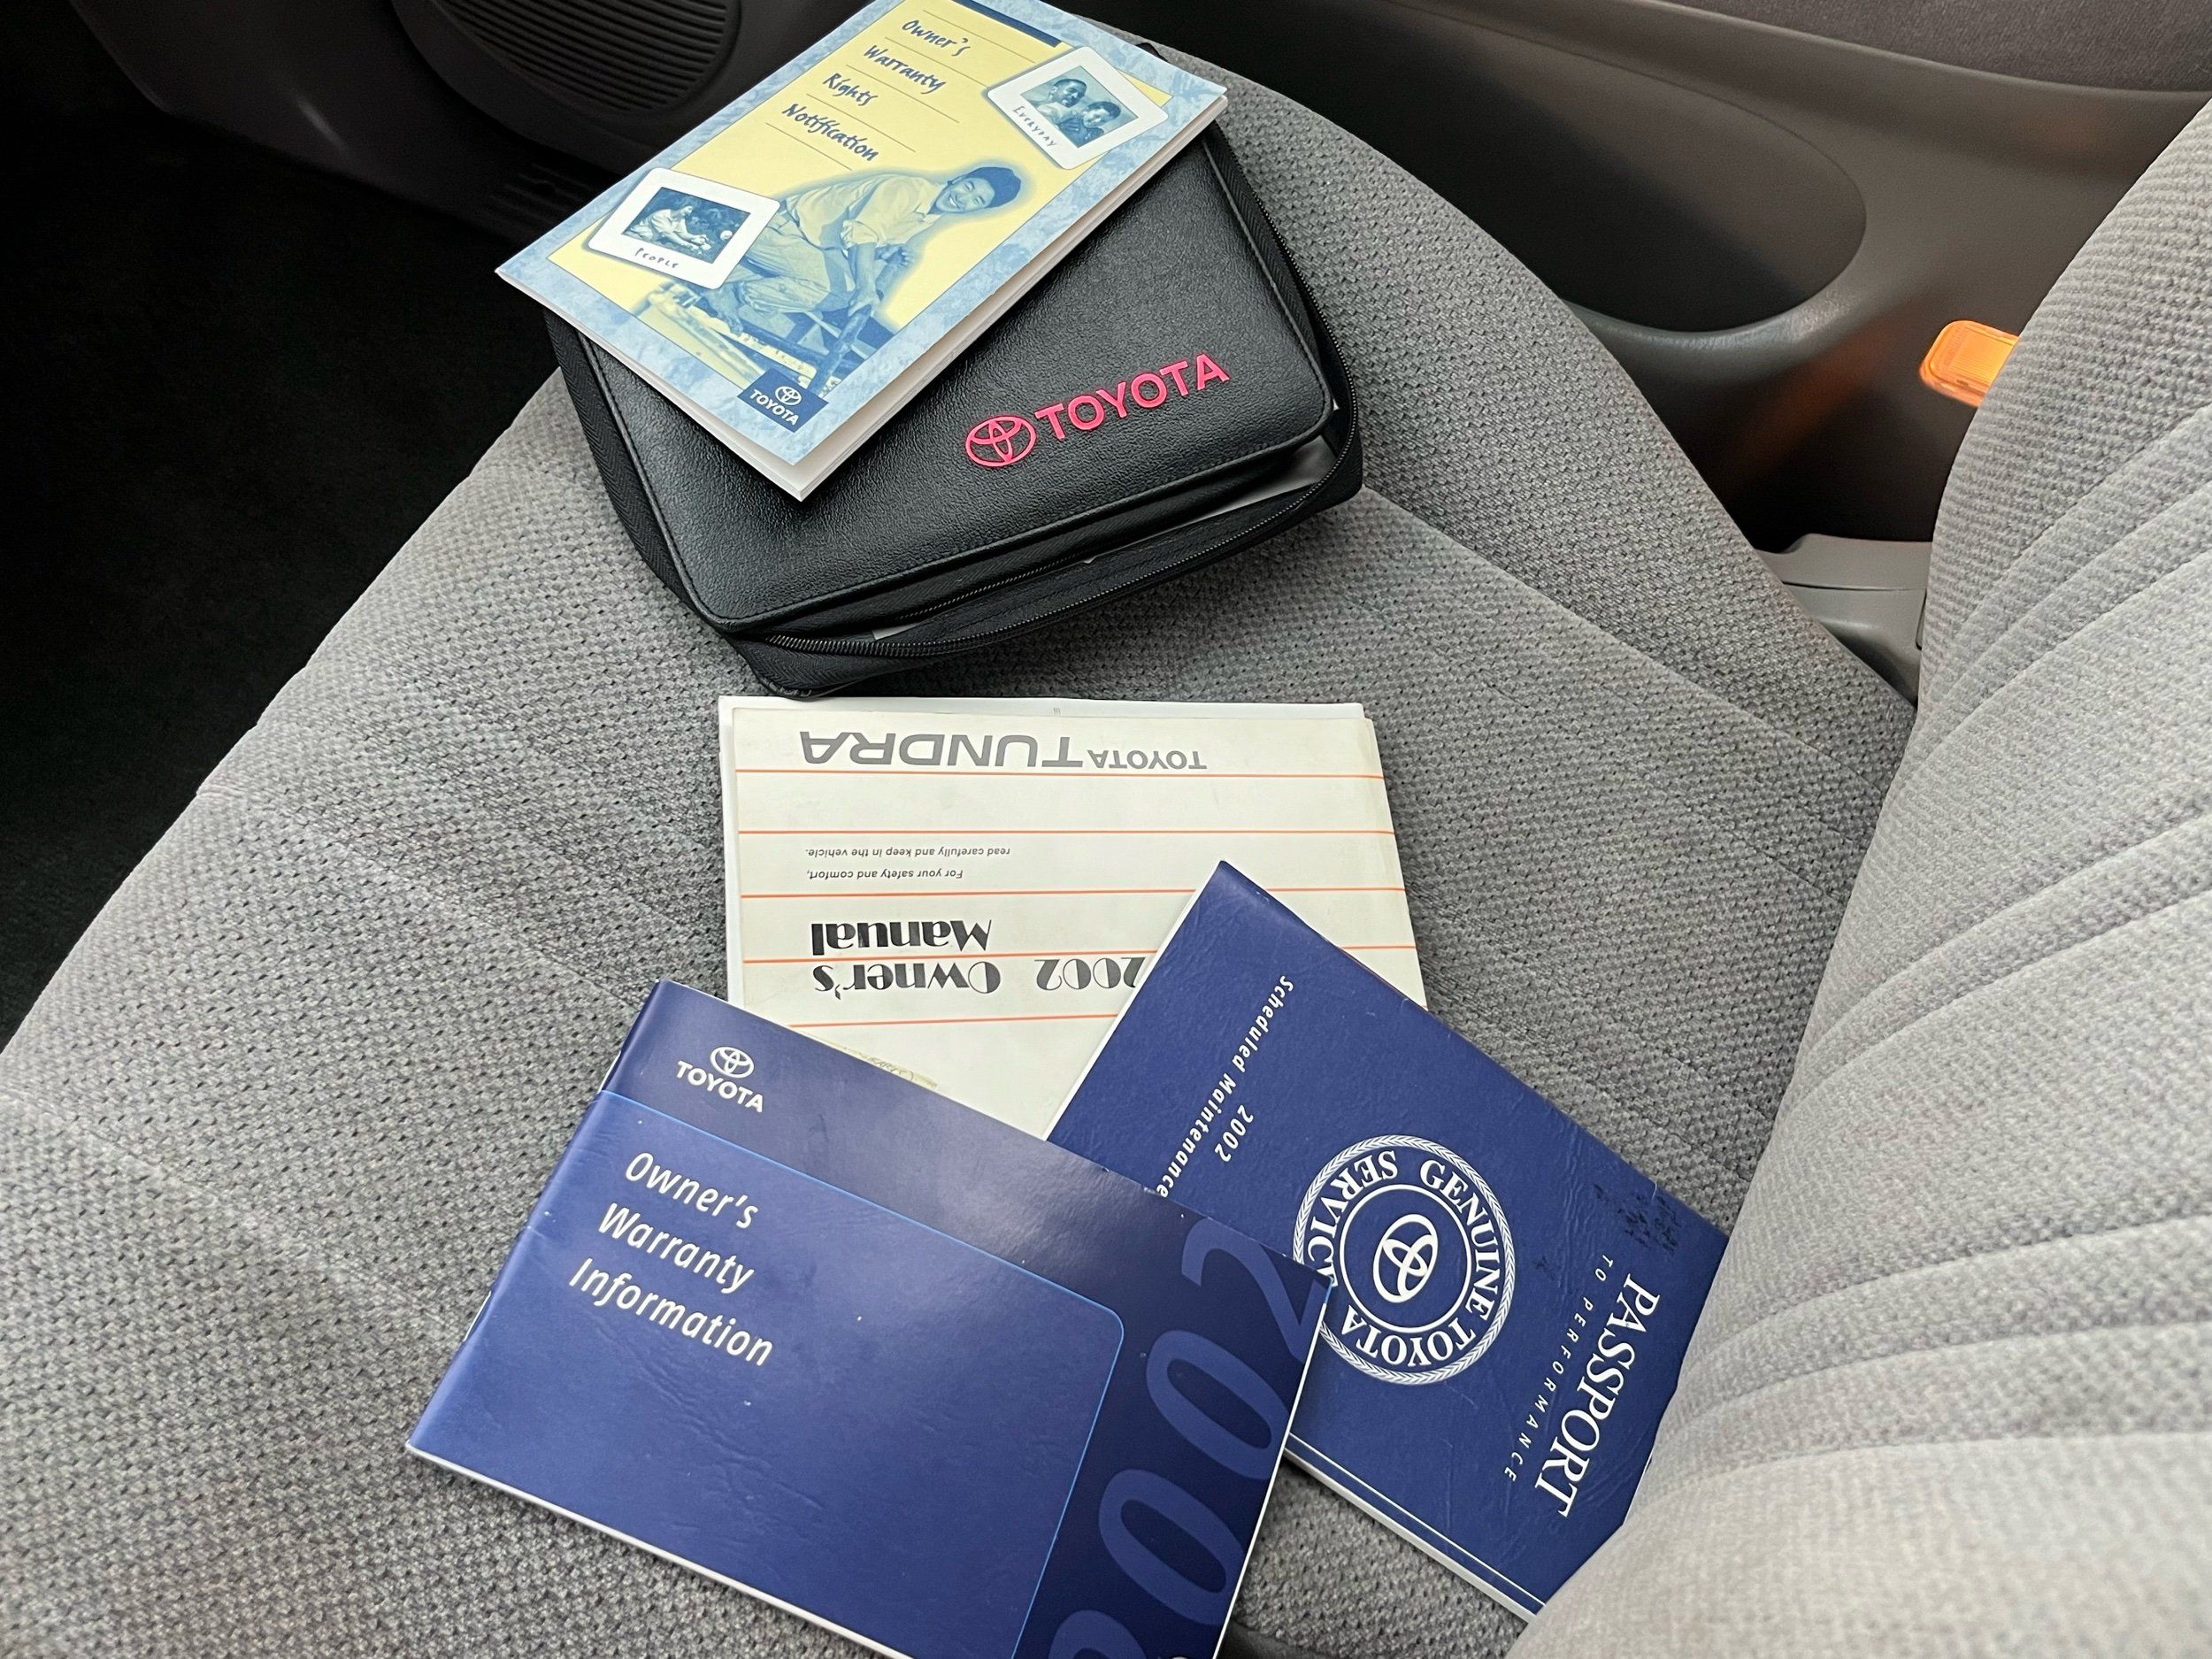 Owner's
Warranty
Rights
Notification
EVERYDAY
PEOPLE
TOYOTA
TOYOTA
TOYOTA TUNDRA
For your safety and comfort,
read carefully and keep in the vehicle.
2002 Owner's
Manual
TOYOTA
Owner's
Warranty
Information
2002
PASSPORT
TO PERFORMANCE
GENUINE TOYOTA SERVICE
2002
Scheduled Maintenance